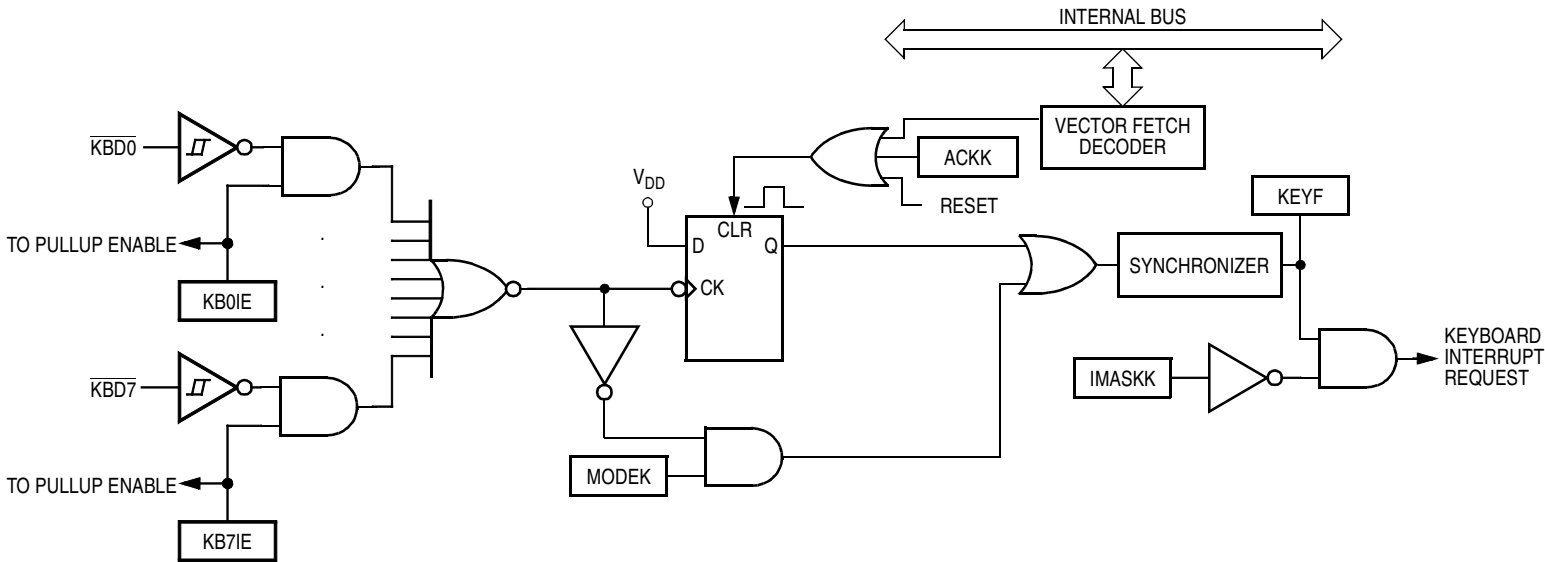 INTERNAL BUS
KBD0
VECTOR FETCH
DECODER
ACKK
VDD
RESET
KEYF
TO PULLUP ENABLE
CLR
D
Q
SYNCHRONIZER
KB0IE
CK
KEYBOARD
INTERRUPT
REQUEST
KBD7
IMASKK
TO PULLUP ENABLE
MODEK
KB7IE